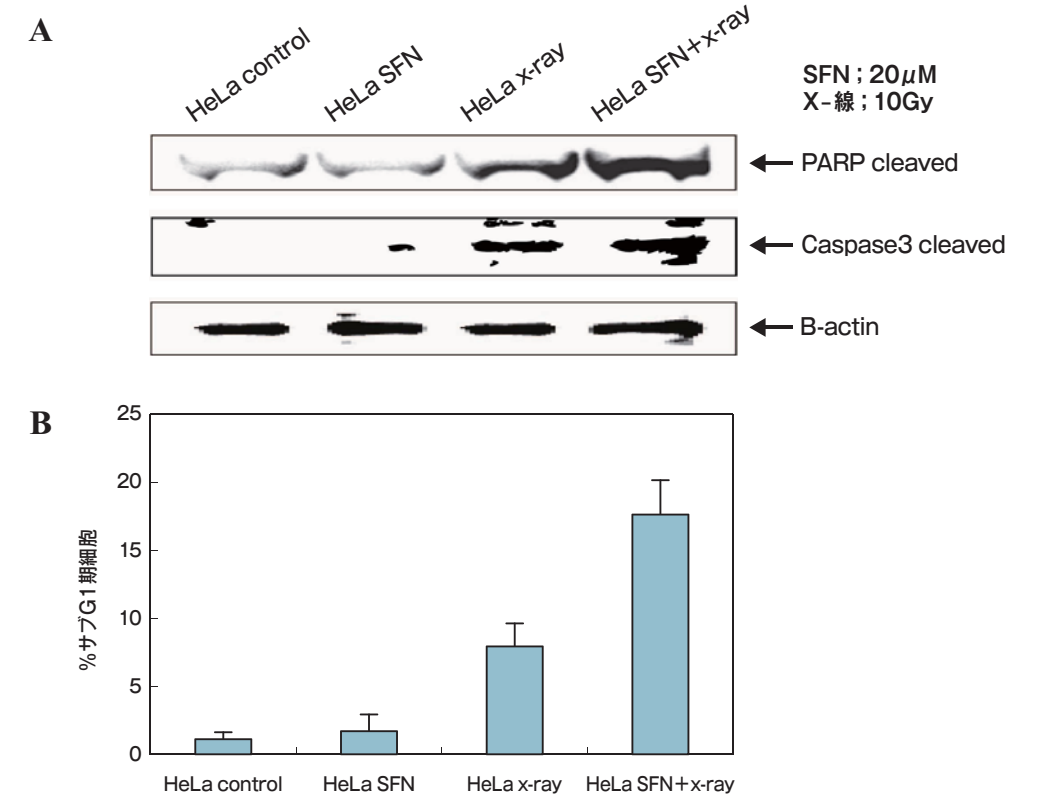 A
HeLa control
HeLa SFN
HeLa x-ray
HeLa SFN+x-ray
SFN ; 20μM
X-線 ; 10Gy
PARP cleaved
Caspase3 cleaved
B-actin
B
%サブG1期細胞
25
20
15
10
5
0
HeLa control
HeLa SFN
HeLa x-ray
HeLa SFN+x-ray